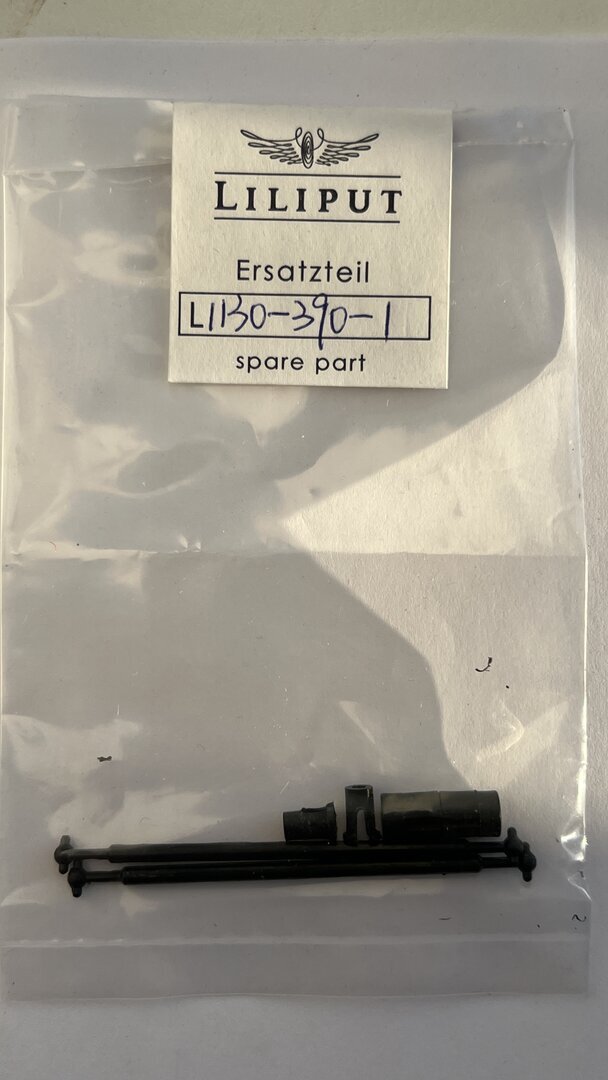 LILIPUT
Ersatzteil
L1130-390-1
spare part